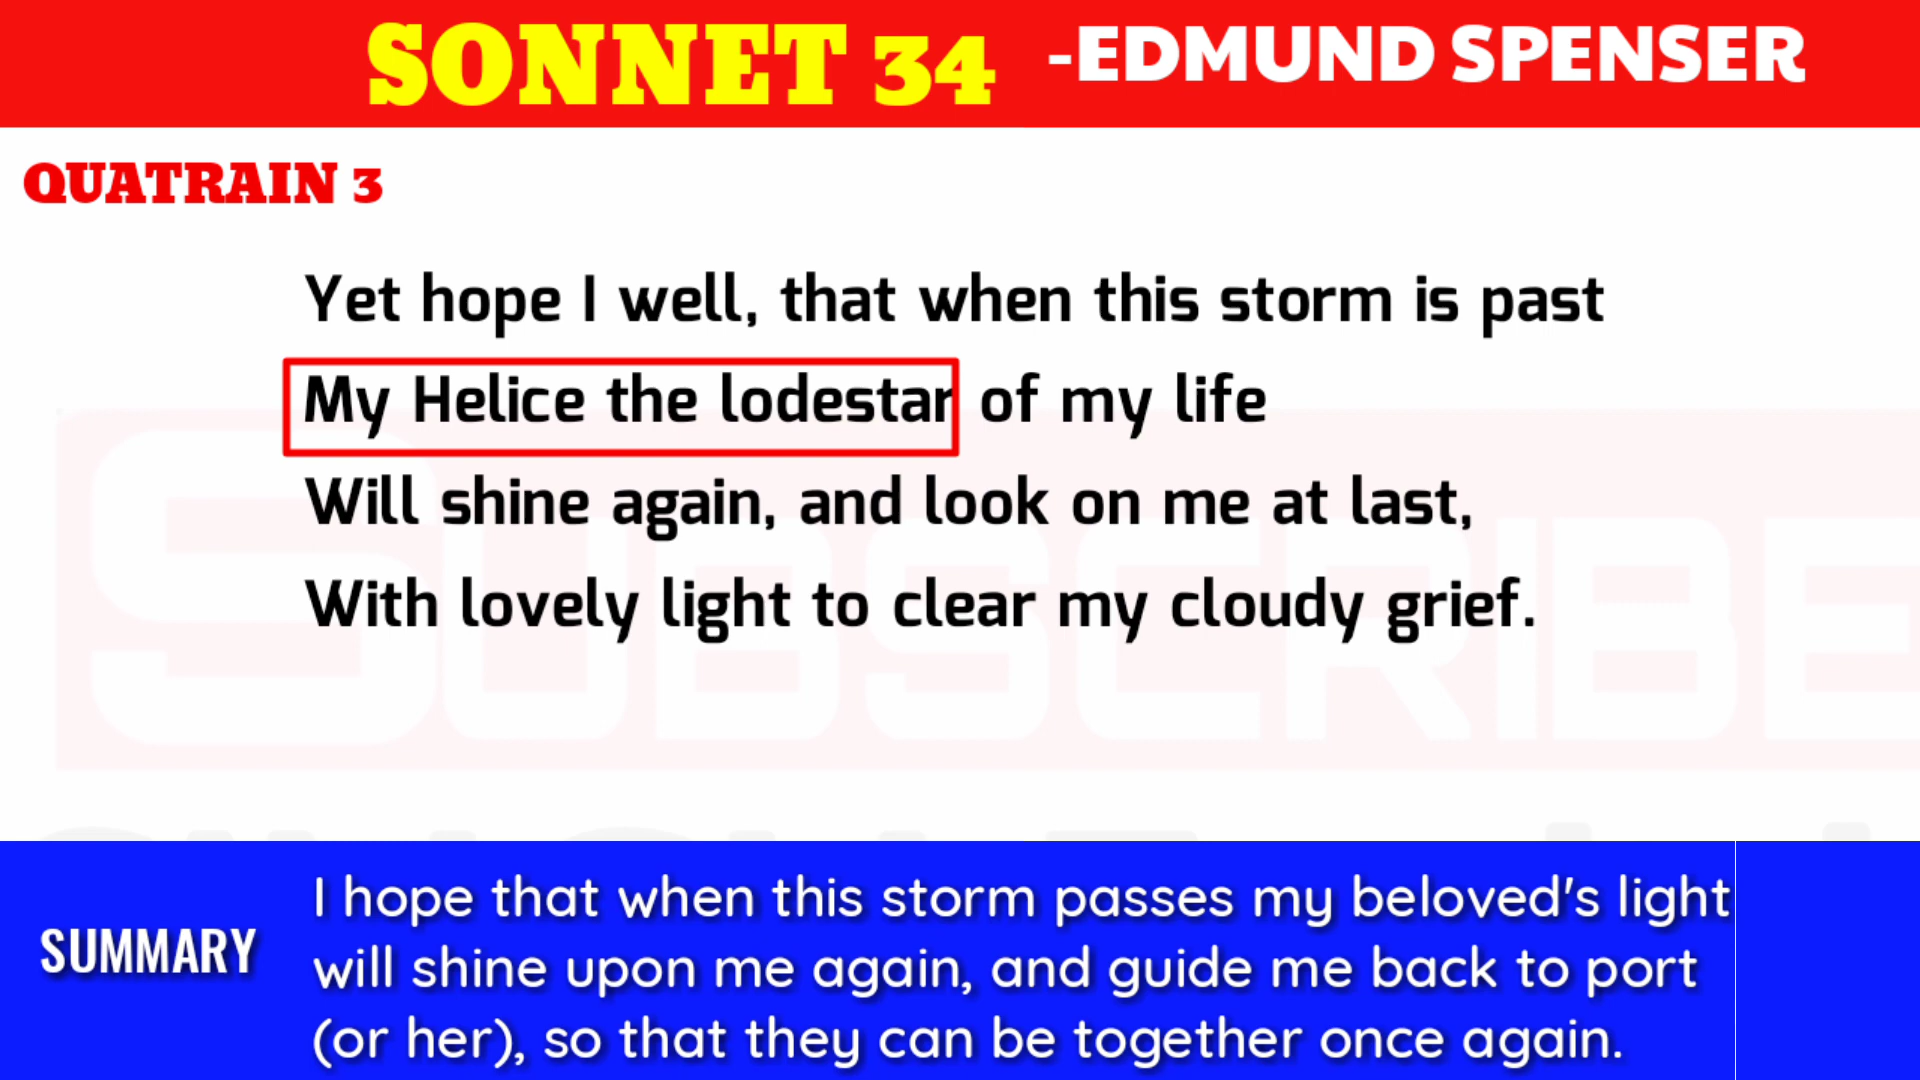 SONNET 34 -EDMUND SPENSER
QUATRAIN 3
Yet hope I well, that when this storm is past
My Helice the lodestar of my life
Will shine again, and look on me at last,
With lovely light to clear my cloudy grief.
SUBSCRIBE
SUMMARY
I hope that when this storm passes my beloved's light
will shine upon me again, and guide me back to port
(or her), so that they can be together once again.